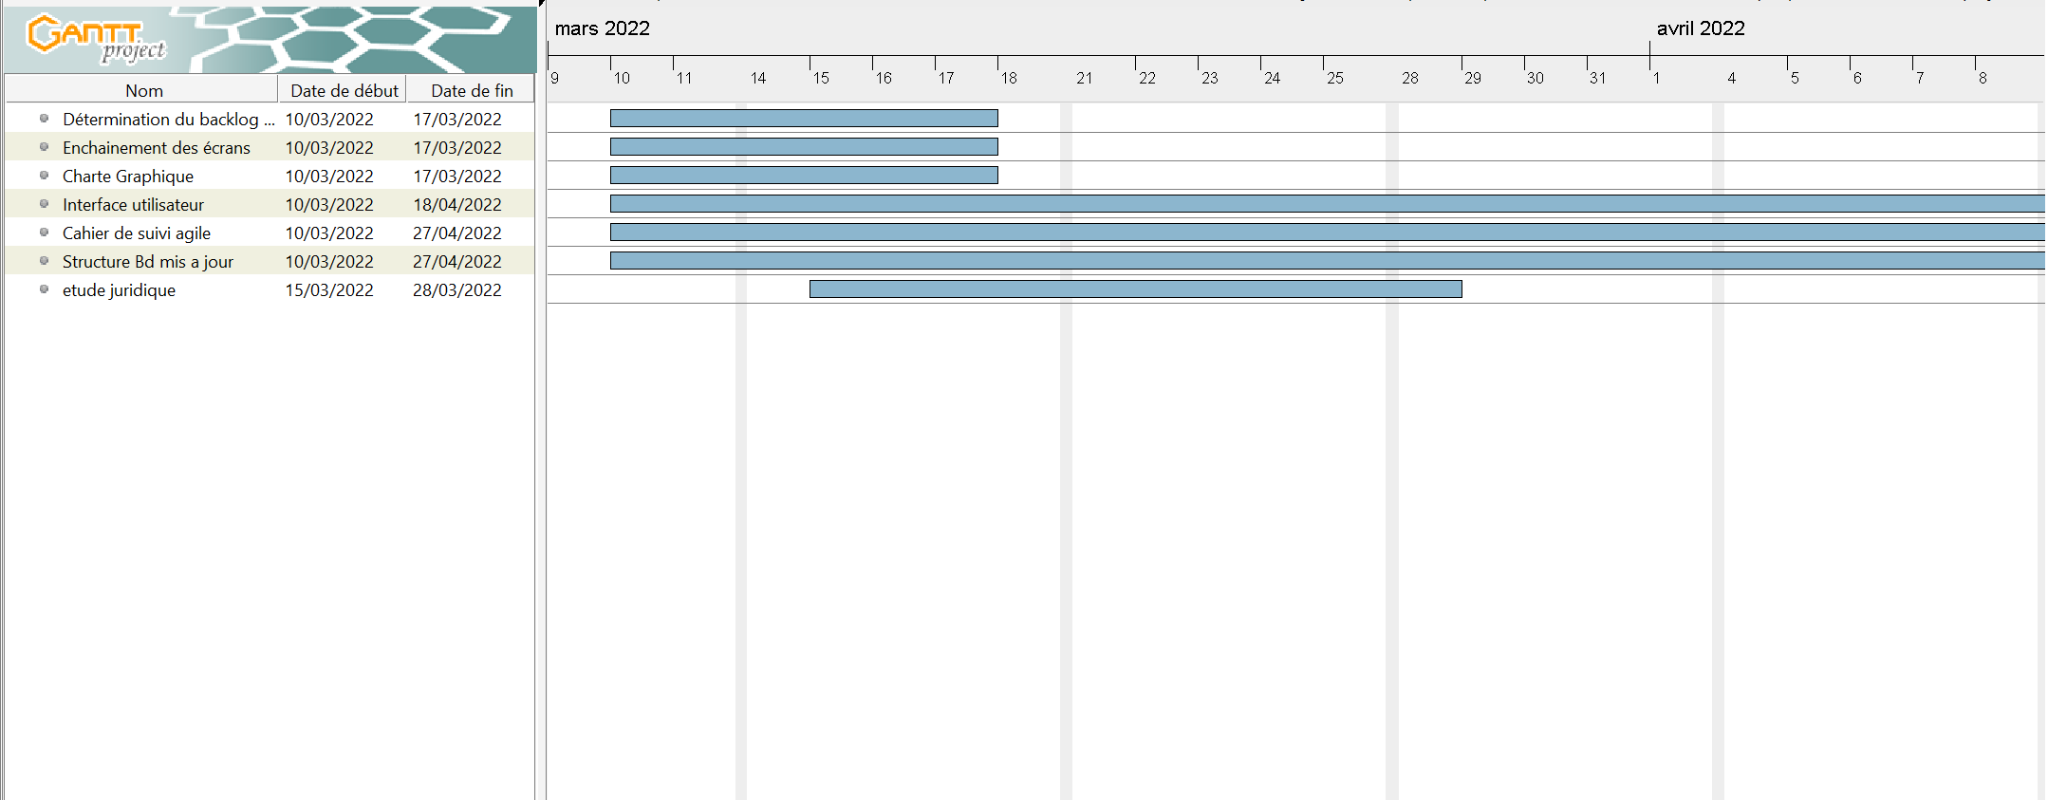 GANTT
project
mars 2022
avril 2022
9 10 11 14 15 16 17 18 21 22 23 24 25 28 29 30 31 1 4 5 6 7 8
Nom Date de début Date de fin
Détermination du backlog ... 10/03/2022 17/03/2022
Enchainement des écrans 10/03/2022 17/03/2022
Charte Graphique 10/03/2022 17/03/2022
Interface utilisateur 10/03/2022 18/04/2022
Cahier de suivi agile 10/03/2022 27/04/2022
Structure Bd mis a jour 10/03/2022 27/04/2022
etude juridique 15/03/2022 28/03/2022